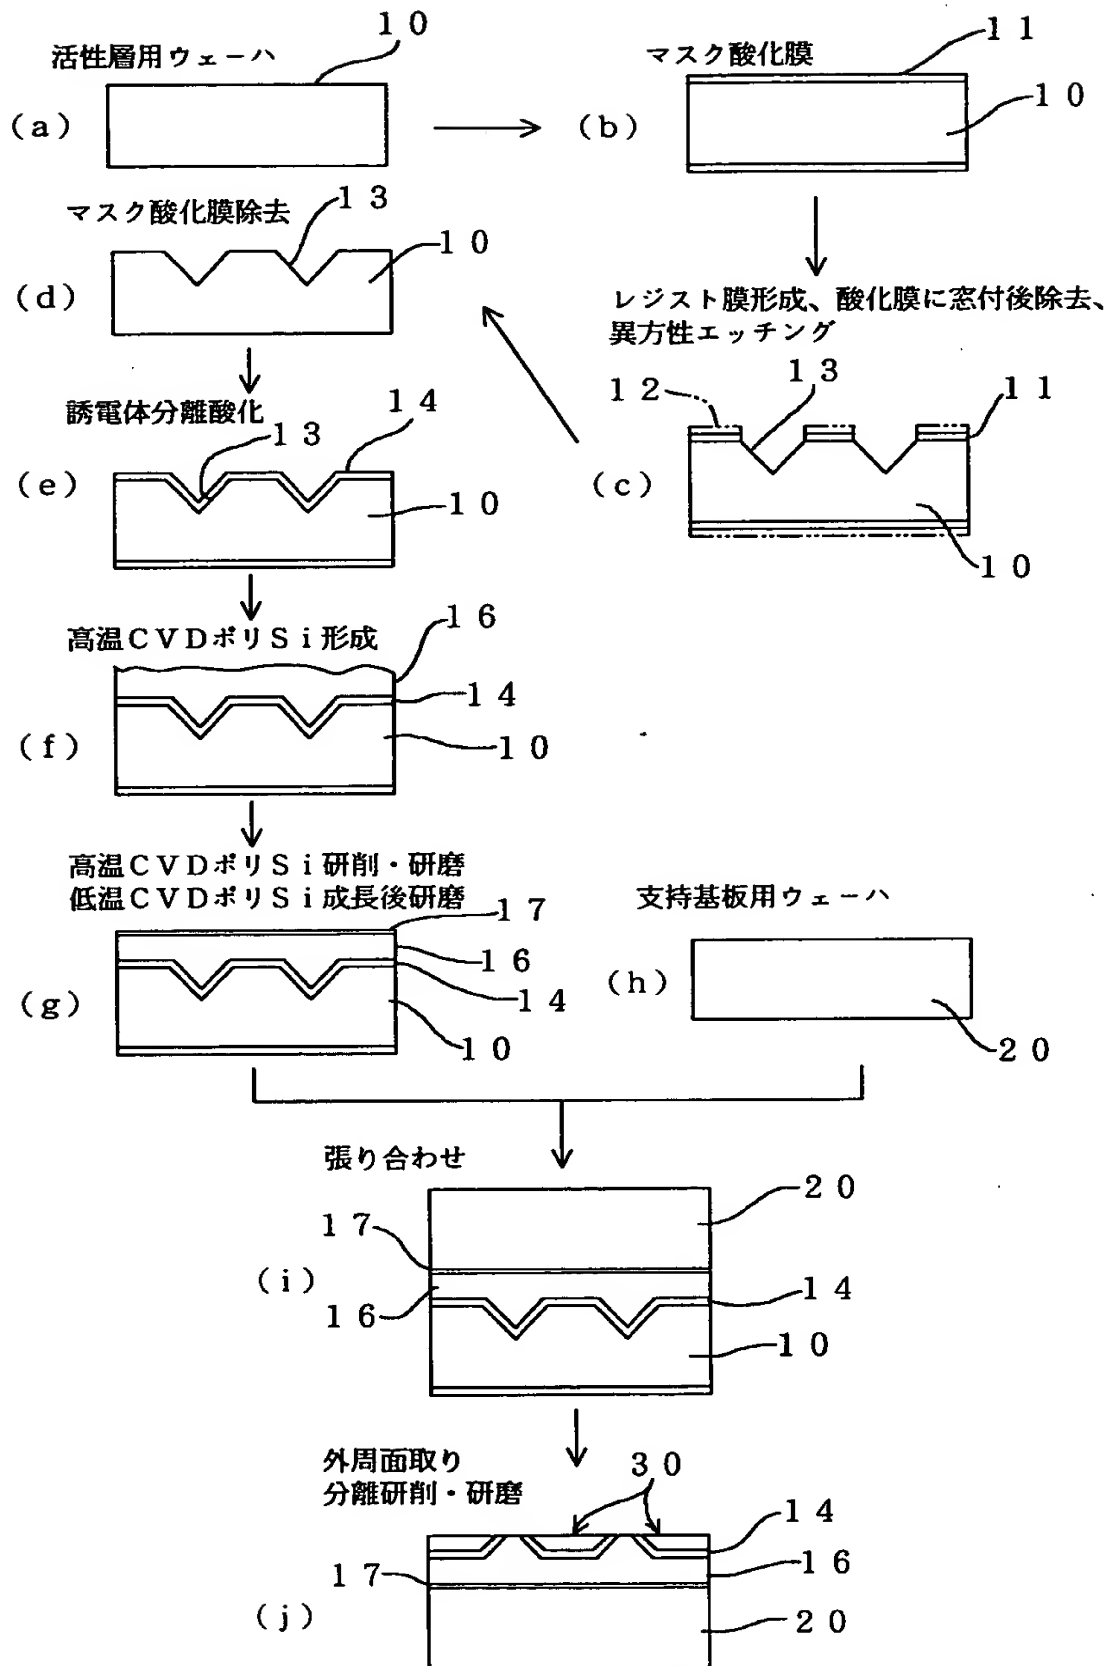 10
活性層用ウェーハ
(a)
マスク酸化膜
11
10
(b)
マスク酸化膜除去
13
10
(d)
レジスト膜形成、酸化膜に窓付後除去、
異方性エッチング
12
13
11
(c)
10
誘電体分離酸化
14
13
(e)
10
高温CVDポリSi形成
16
14
(f)
10
高温CVDポリSi研削・研磨
低温CVDポリSi成長後研磨
17
16
14
(g)
10
支持基板用ウェーハ
(h)
20
張り合わせ
20
17
(i)
14
16
10
外周面取り
分離研削・研磨
30
14
16
17
(j)
20